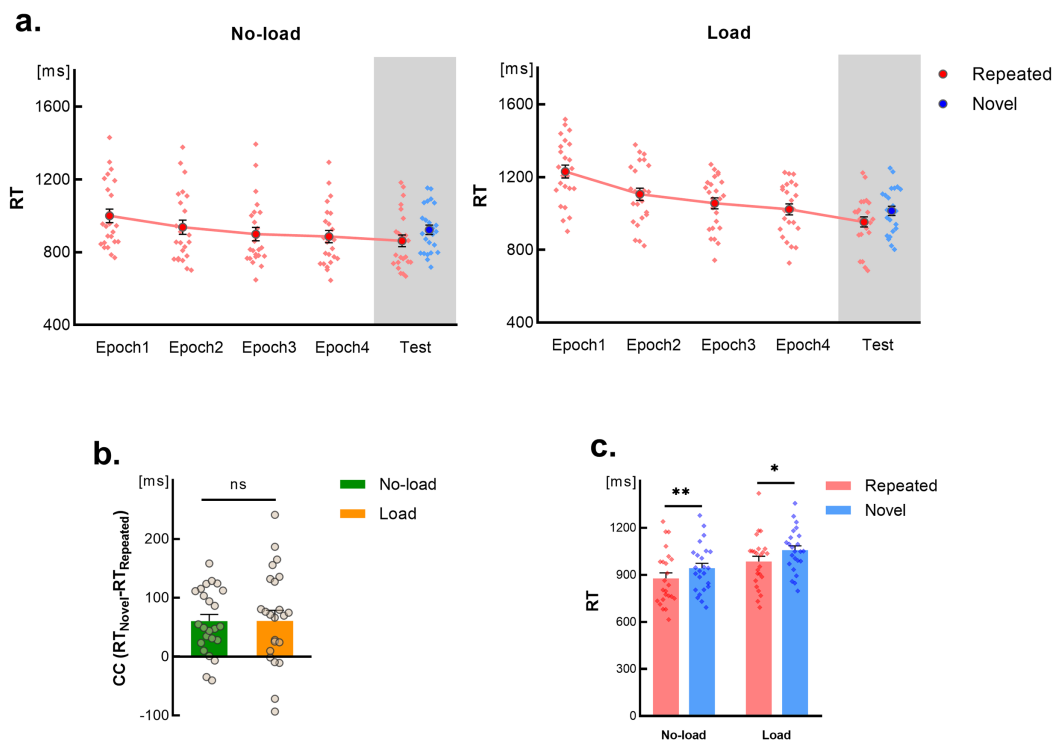 a.
No-load
[ms]
1600
1200
800
400
RT
Epoch1 Epoch2 Epoch3 Epoch4 Test
Load
[ms]
1600
1200
800
400
RT
Epoch1 Epoch2 Epoch3 Epoch4 Test
Repeated
Novel
b.
[ms]
200
100
0
-100
CC (RTNovel-RTRepeated)
ns
No-load
Load
c.
[ms]
1200
900
600
300
0
RT
**
*
No-load Load
Repeated
Novel